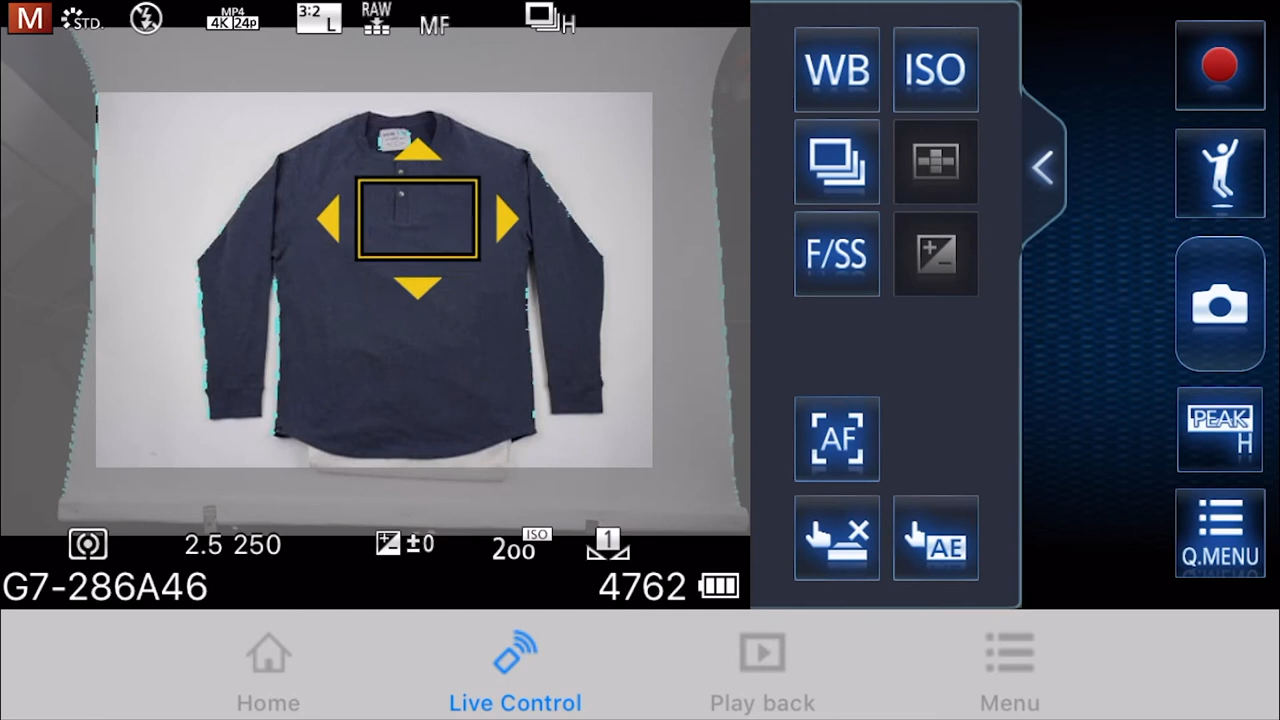 M STD. MP4 4K 24p 3:2 L RAW MF H
WB ISO
F/SS
AF
AE
PEAK H
Q.MENU
2.5 250 ±0 ISO 200 1
G7-286A46 4762
Home Live Control Play back Menu